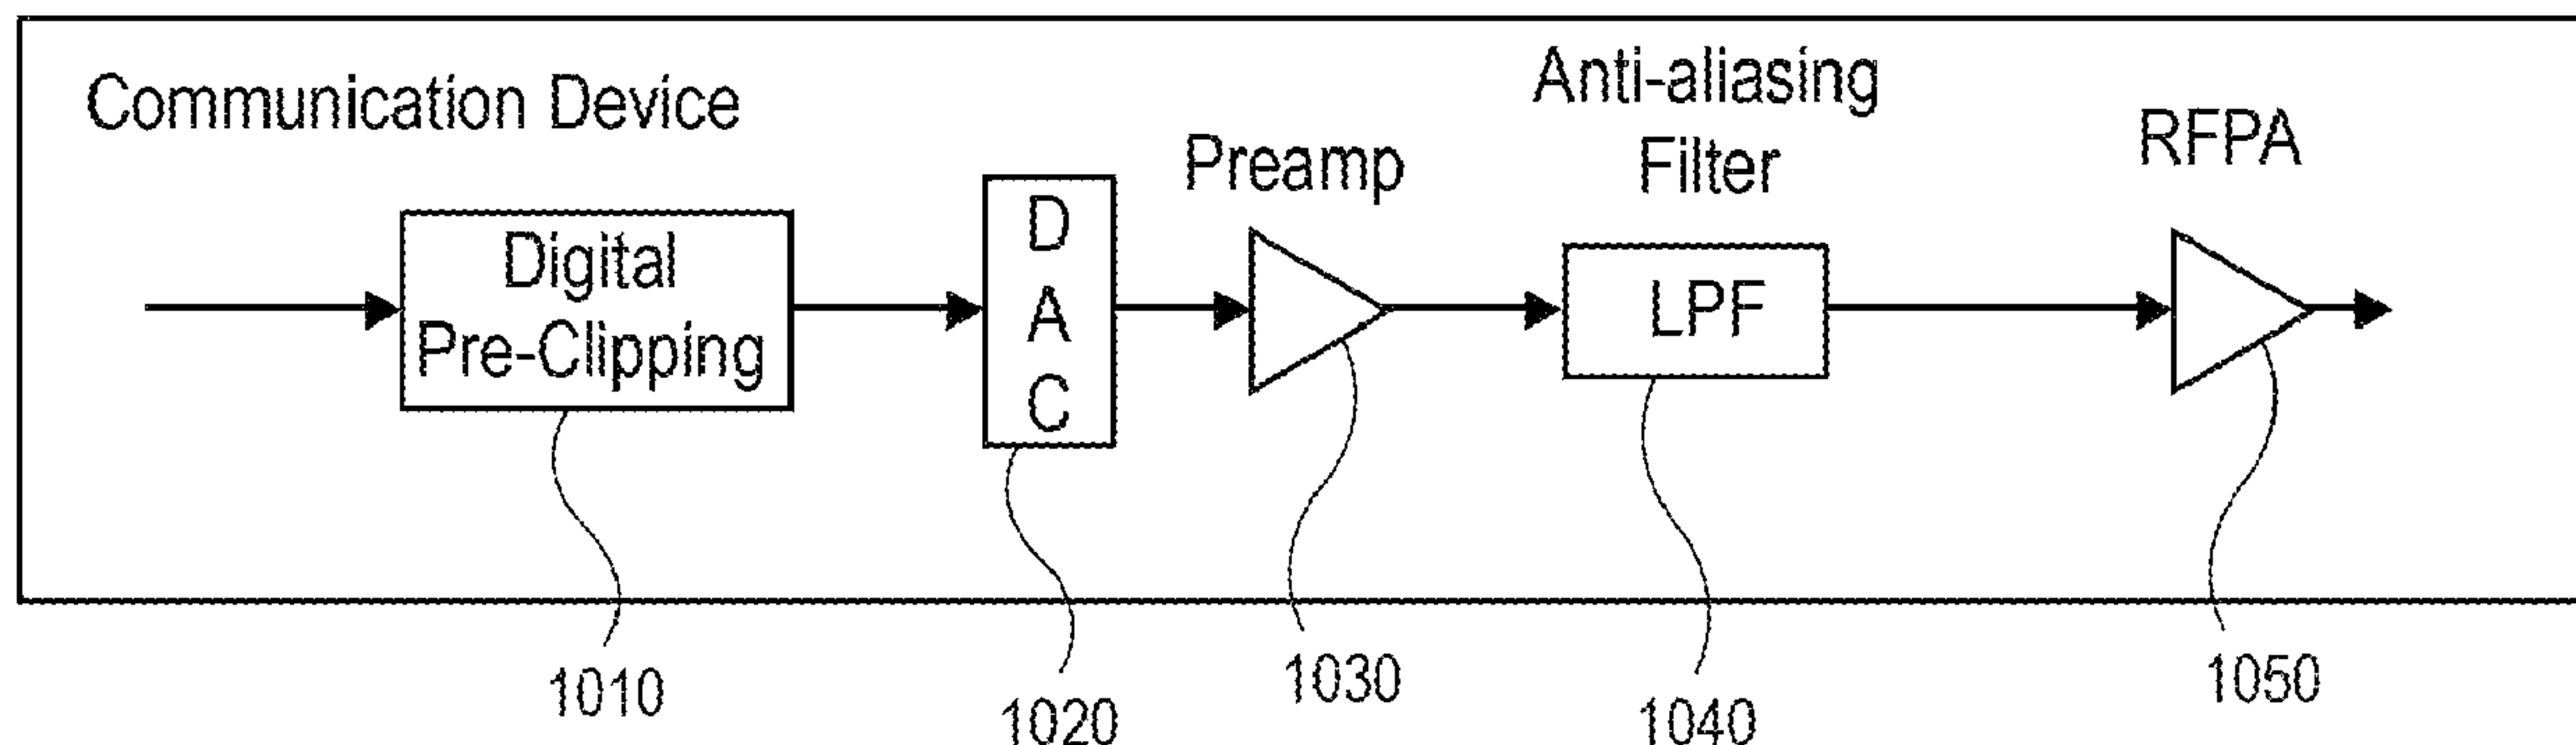 Communication Device
Digital
Pre-Clipping
D
A
C
Preamp
Anti-aliasing
Filter
LPF
RFPA
1010
1020
1030
1040
1050